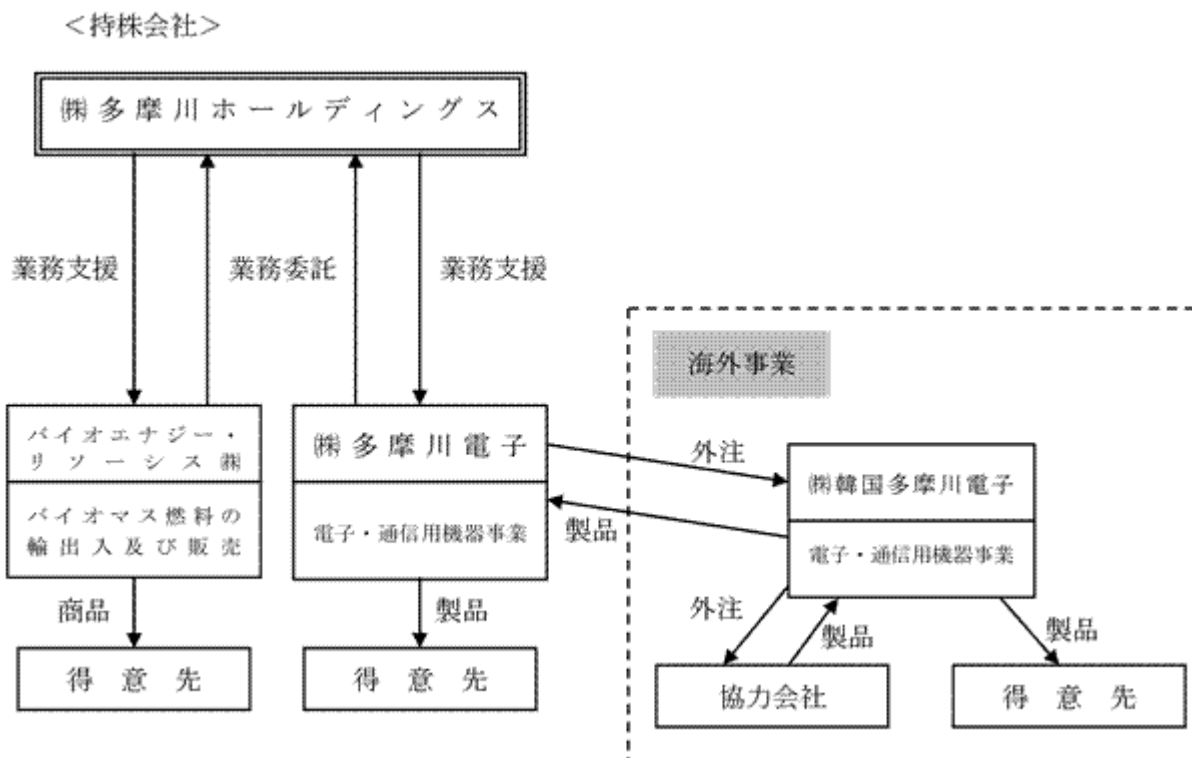 ＜持株会社＞
㈱多摩川ホールディングス
業務支援
業務委託
業務支援
海外事業
バイオエナジー・
リソーシス㈱
バイオマス燃料の
輸出入及び販売
㈱多摩川電子
電子・通信用機器事業
外注
製品
㈱韓国多摩川電子
電子・通信用機器事業
商品
製品
外注
製品
製品
得意先
得意先
協力会社
得意先